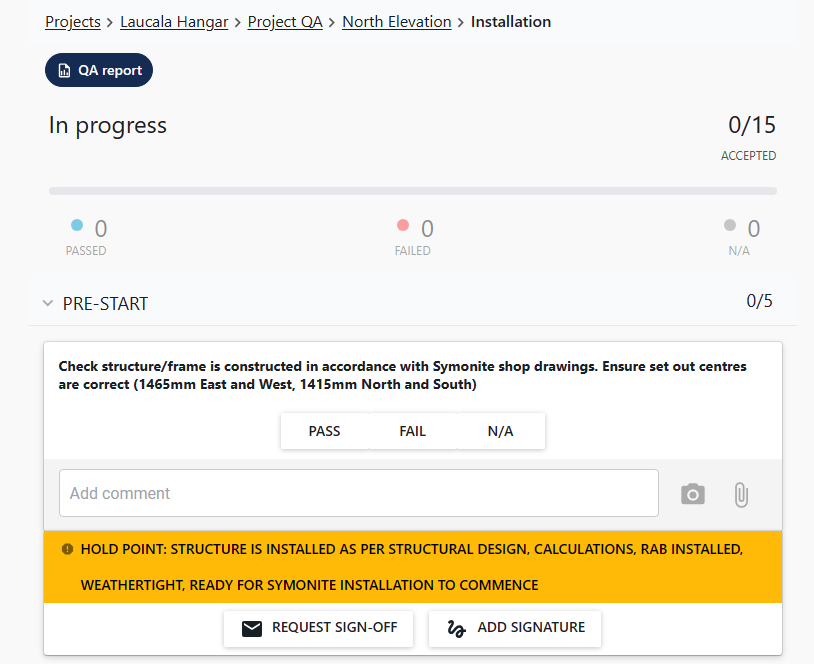 Projects > Laucala Hangar > Project QA > North Elevation > Installation
QA report
In progress
0/15
ACCEPTED
0
PASSED
0
FAILED
0
N/A
PRE-START
0/5
Check structure/frame is constructed in accordance with Symonite shop drawings. Ensure set out centres
are correct (1465mm East and West, 1415mm North and South)
PASS FAIL N/A
Add comment
HOLD POINT: STRUCTURE IS INSTALLED AS PER STRUCTURAL DESIGN, CALCULATIONS, RAB INSTALLED,
WEATHERTIGHT, READY FOR SYMONITE INSTALLATION TO COMMENCE
REQUEST SIGN-OFF ADD SIGNATURE